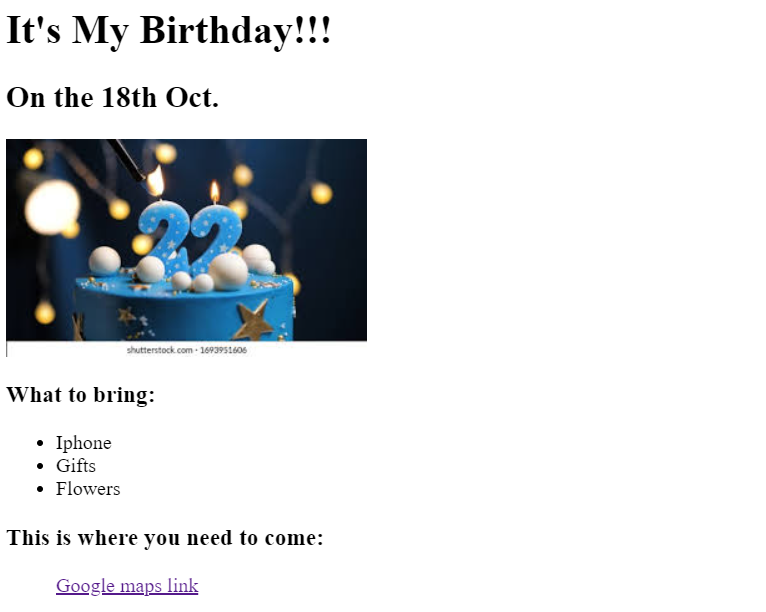 It's My Birthday!!!
On the 18th Oct.
22
shutterstock.com · 1693951606
What to bring:
Iphone
Gifts
Flowers
This is where you need to come:
Google maps link